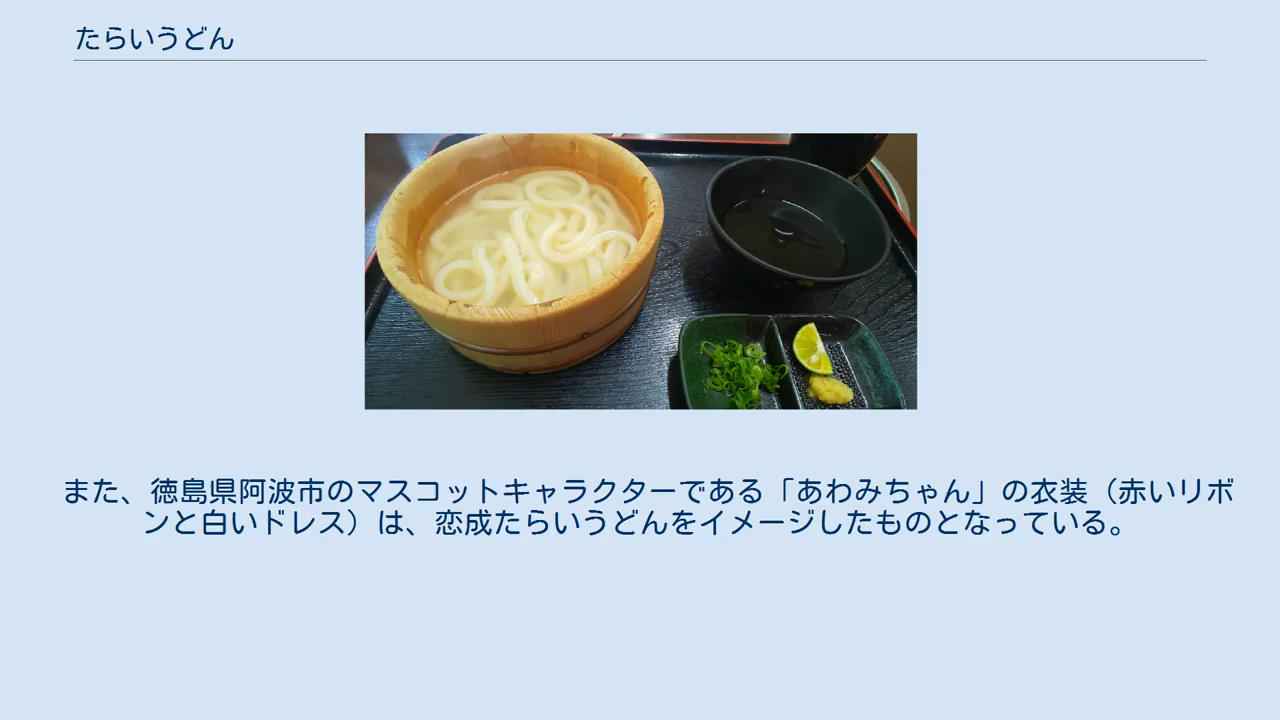 たらいうどん
また、徳島県阿波市のマスコットキャラクターである「あわみちゃん」の衣装（赤いリボ
ンと白いドレス）は、恋成たらいうどんをイメージしたものとなっている。